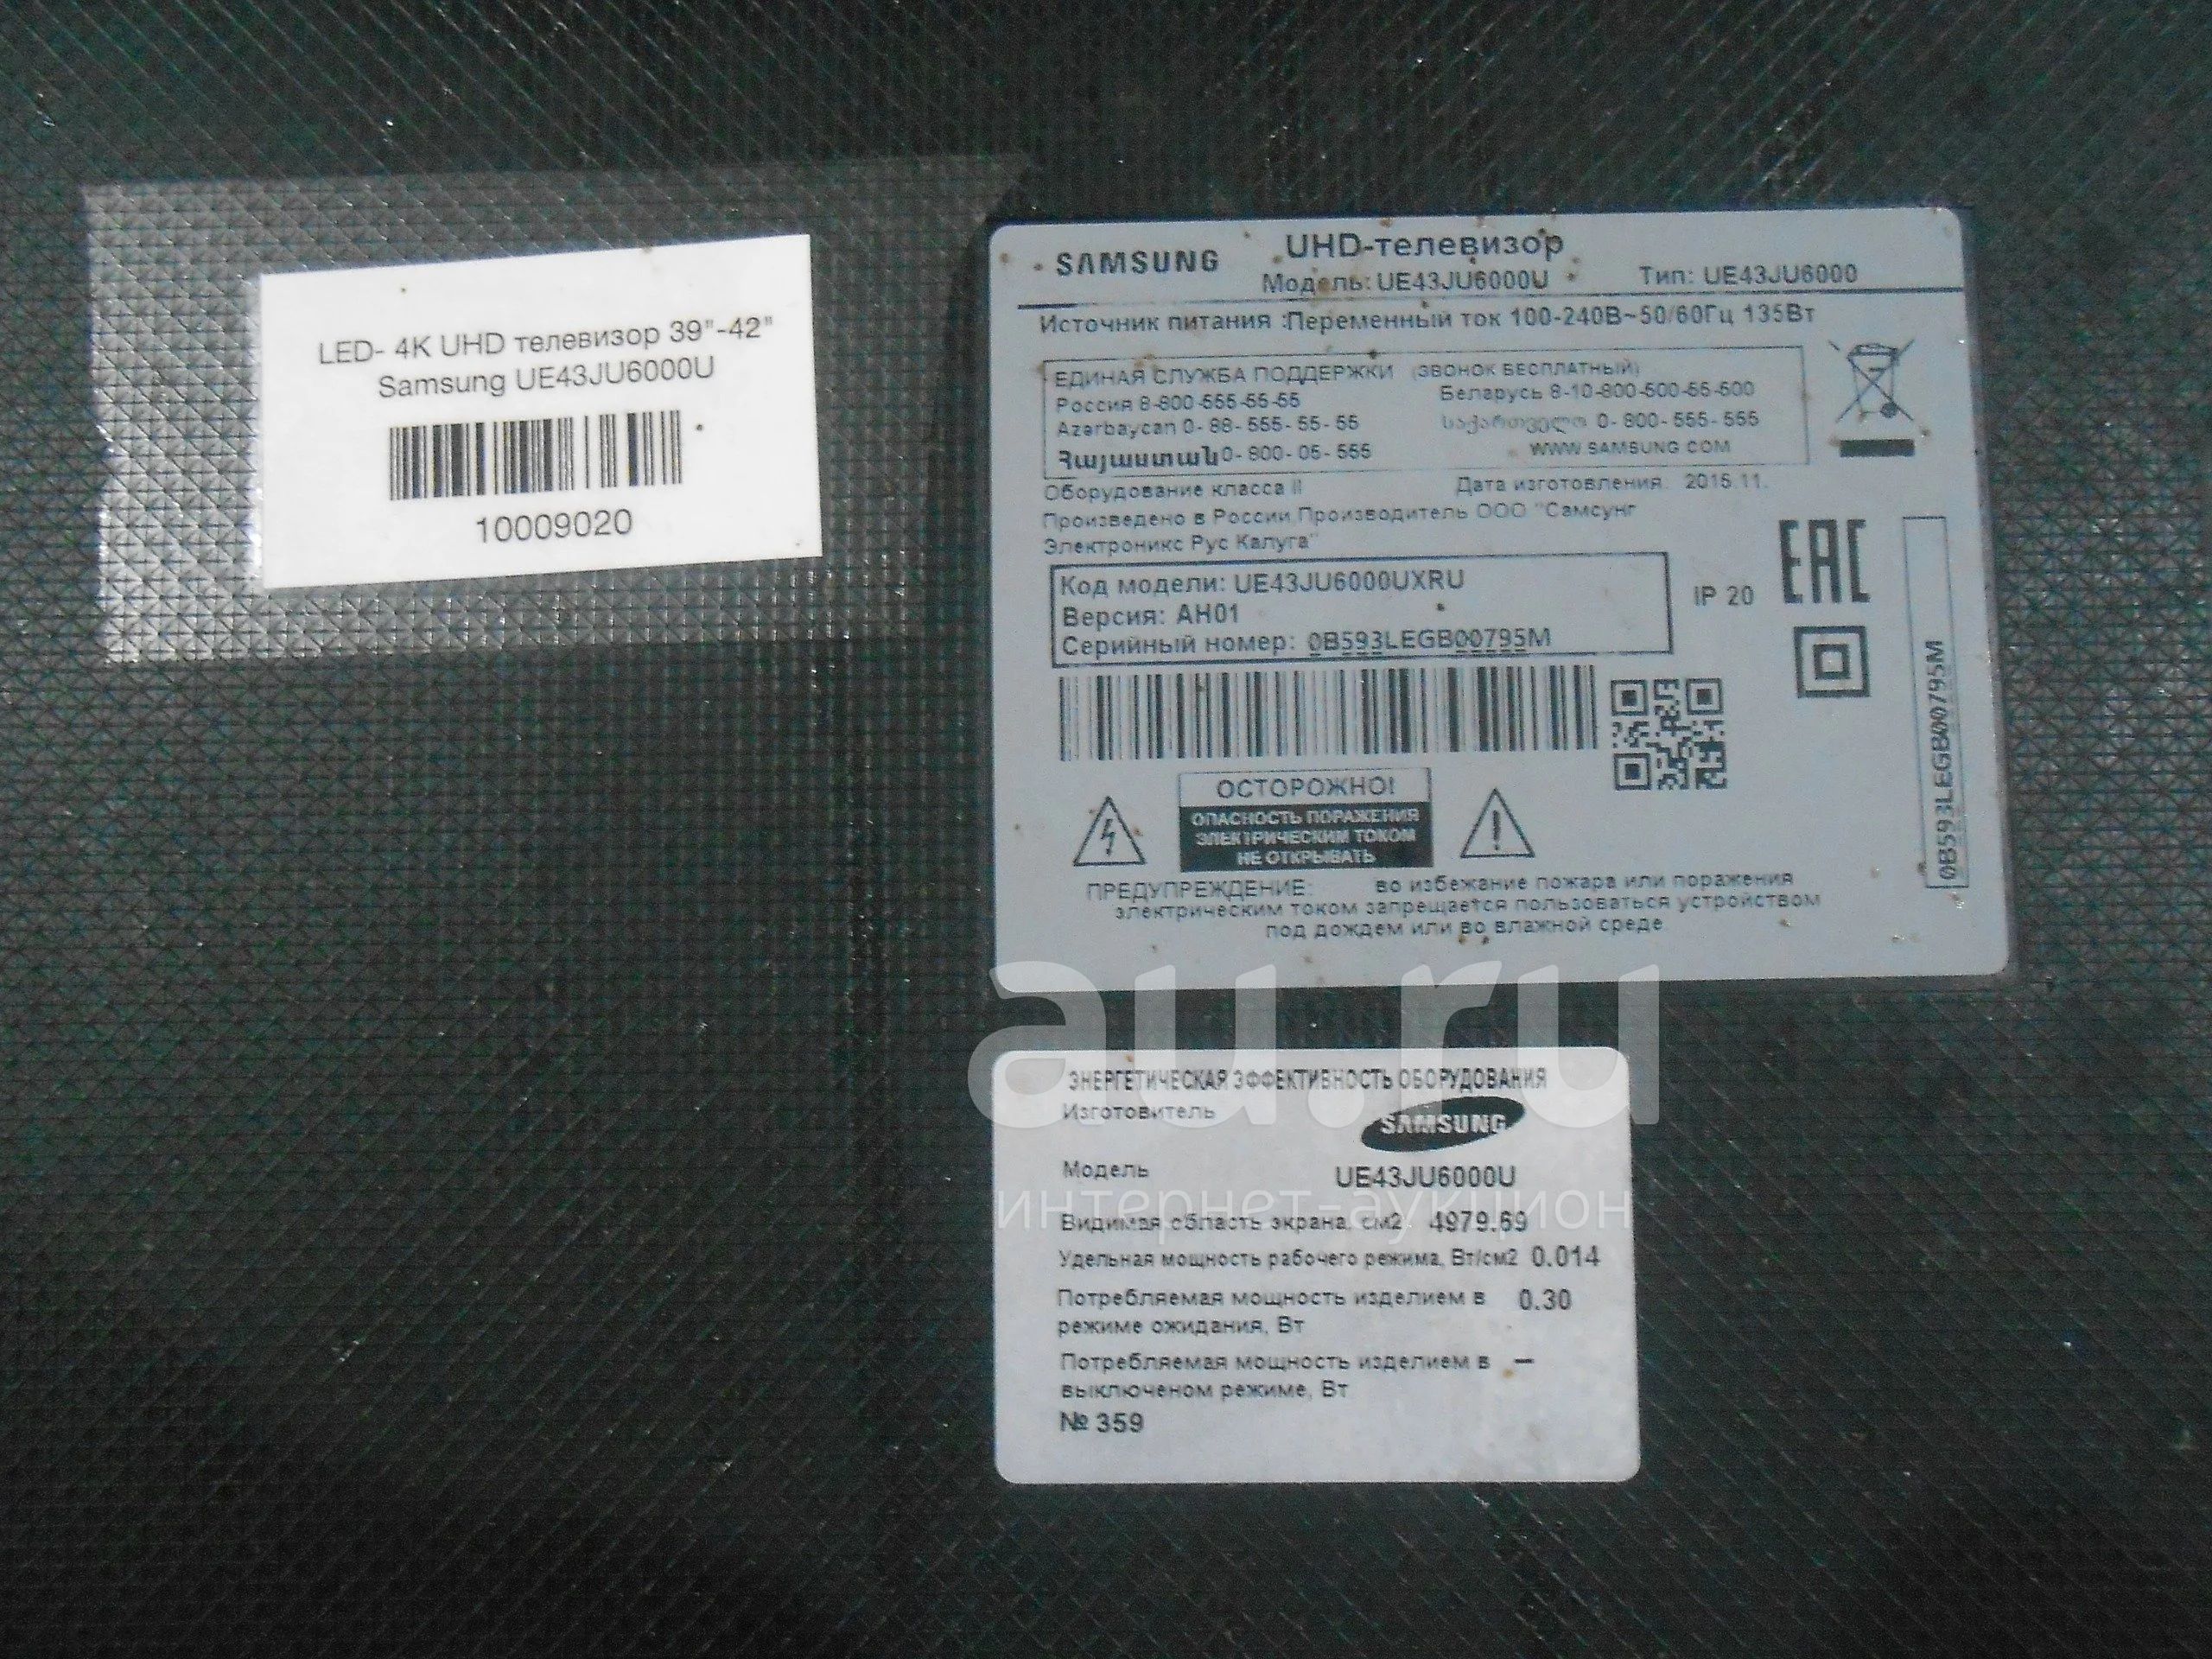 LED- 4K UHD телевизор 39"-42"
Samsung UE43JU6000U
10009020
SAMSUNG
UHD-телевизор
Модель: UE43JU6000U Тип: UE43JU6000
Источник питания :Переменный ток 100-240В~50/60Гц 135Вт
ЕДИНАЯ СЛУЖБА ПОДДЕРЖКИ (ЗВОНОК БЕСПЛАТНЫЙ)
Россия 8-800-555-55-55 Беларусь 8-10-800-500-55-500
Azərbaycan 0- 88- 555- 55- 55 საქართველო 0- 800- 555- 555
Հայաստան 0- 800- 05- 555 WWW.SAMSUNG.COM
Оборудование класса II Дата изготовления: 2015.11.
Произведено в России.Производитель ООО "Самсунг
Электроникс Рус Калуга"
Код модели: UE43JU6000UXRU
Версия: AH01
Серийный номер: 0B593LEGB00795M
IP 20
EAC
0B593LEGB00795M
ОСТОРОЖНО!
ОПАСНОСТЬ ПОРАЖЕНИЯ
ЭЛЕКТРИЧЕСКИМ ТОКОМ
НЕ ОТКРЫВАТЬ
ПРЕДУПРЕЖДЕНИЕ: во избежание пожара или поражения
электрическим током запрещается пользоваться устройством
под дождем или во влажной среде
au.ru
интернет-аукцион
ЭНЕРГЕТИЧЕСКАЯ ЭФФЕКТИВНОСТЬ ОБОРУДОВАНИЯ
Изготовитель SAMSUNG
Модель UE43JU6000U
Видимая область экрана, см2 4979.69
Удельная мощность рабочего режима, Вт/см2 0.014
Потребляемая мощность изделием в 0.30
режиме ожидания, Вт
Потребляемая мощность изделием в –
выключеном режиме, Вт
№ 359